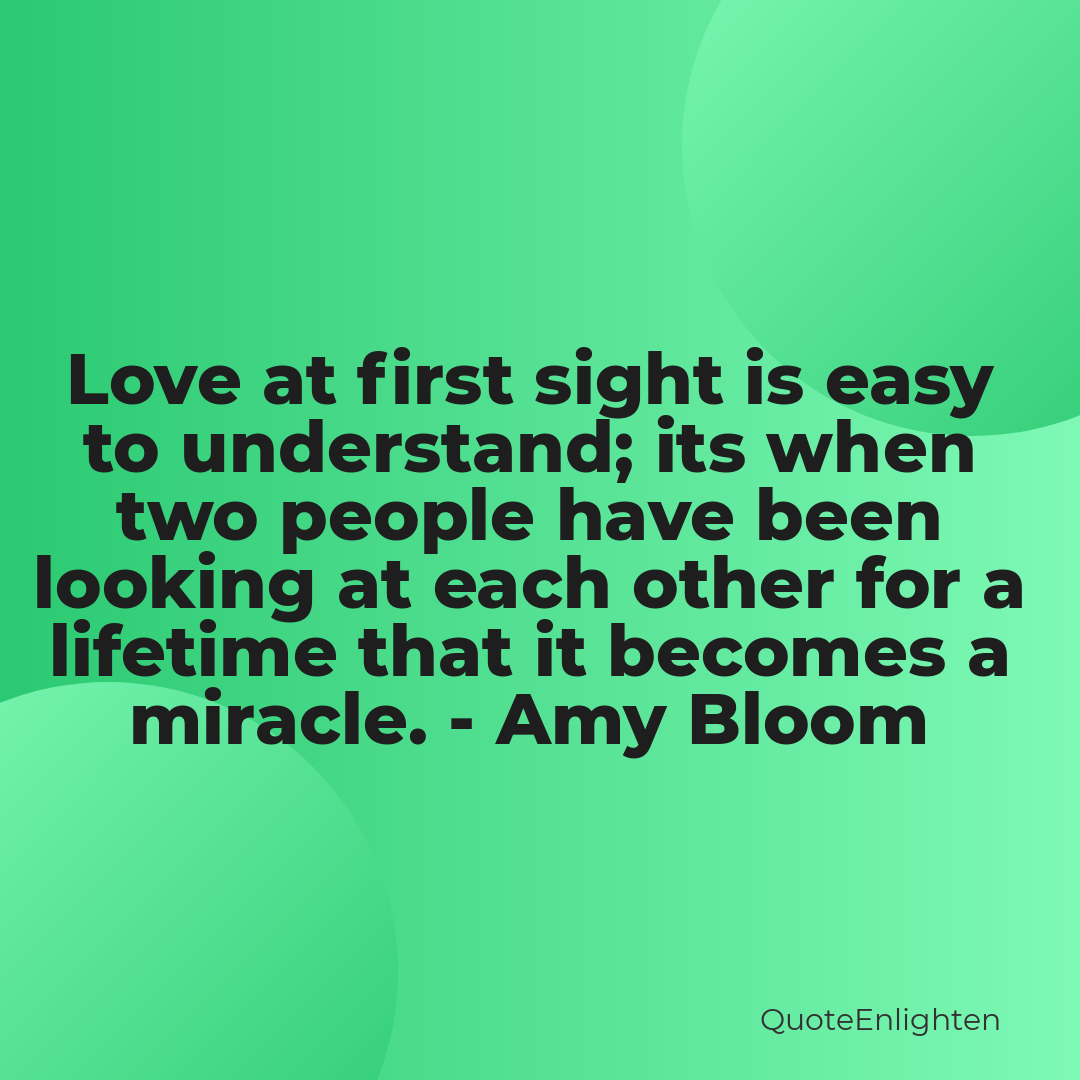 Love at first sight is easy
to understand; its when
two people have been
looking at each other for a
lifetime that it becomes a
miracle. - Amy Bloom
QuoteEnlighten